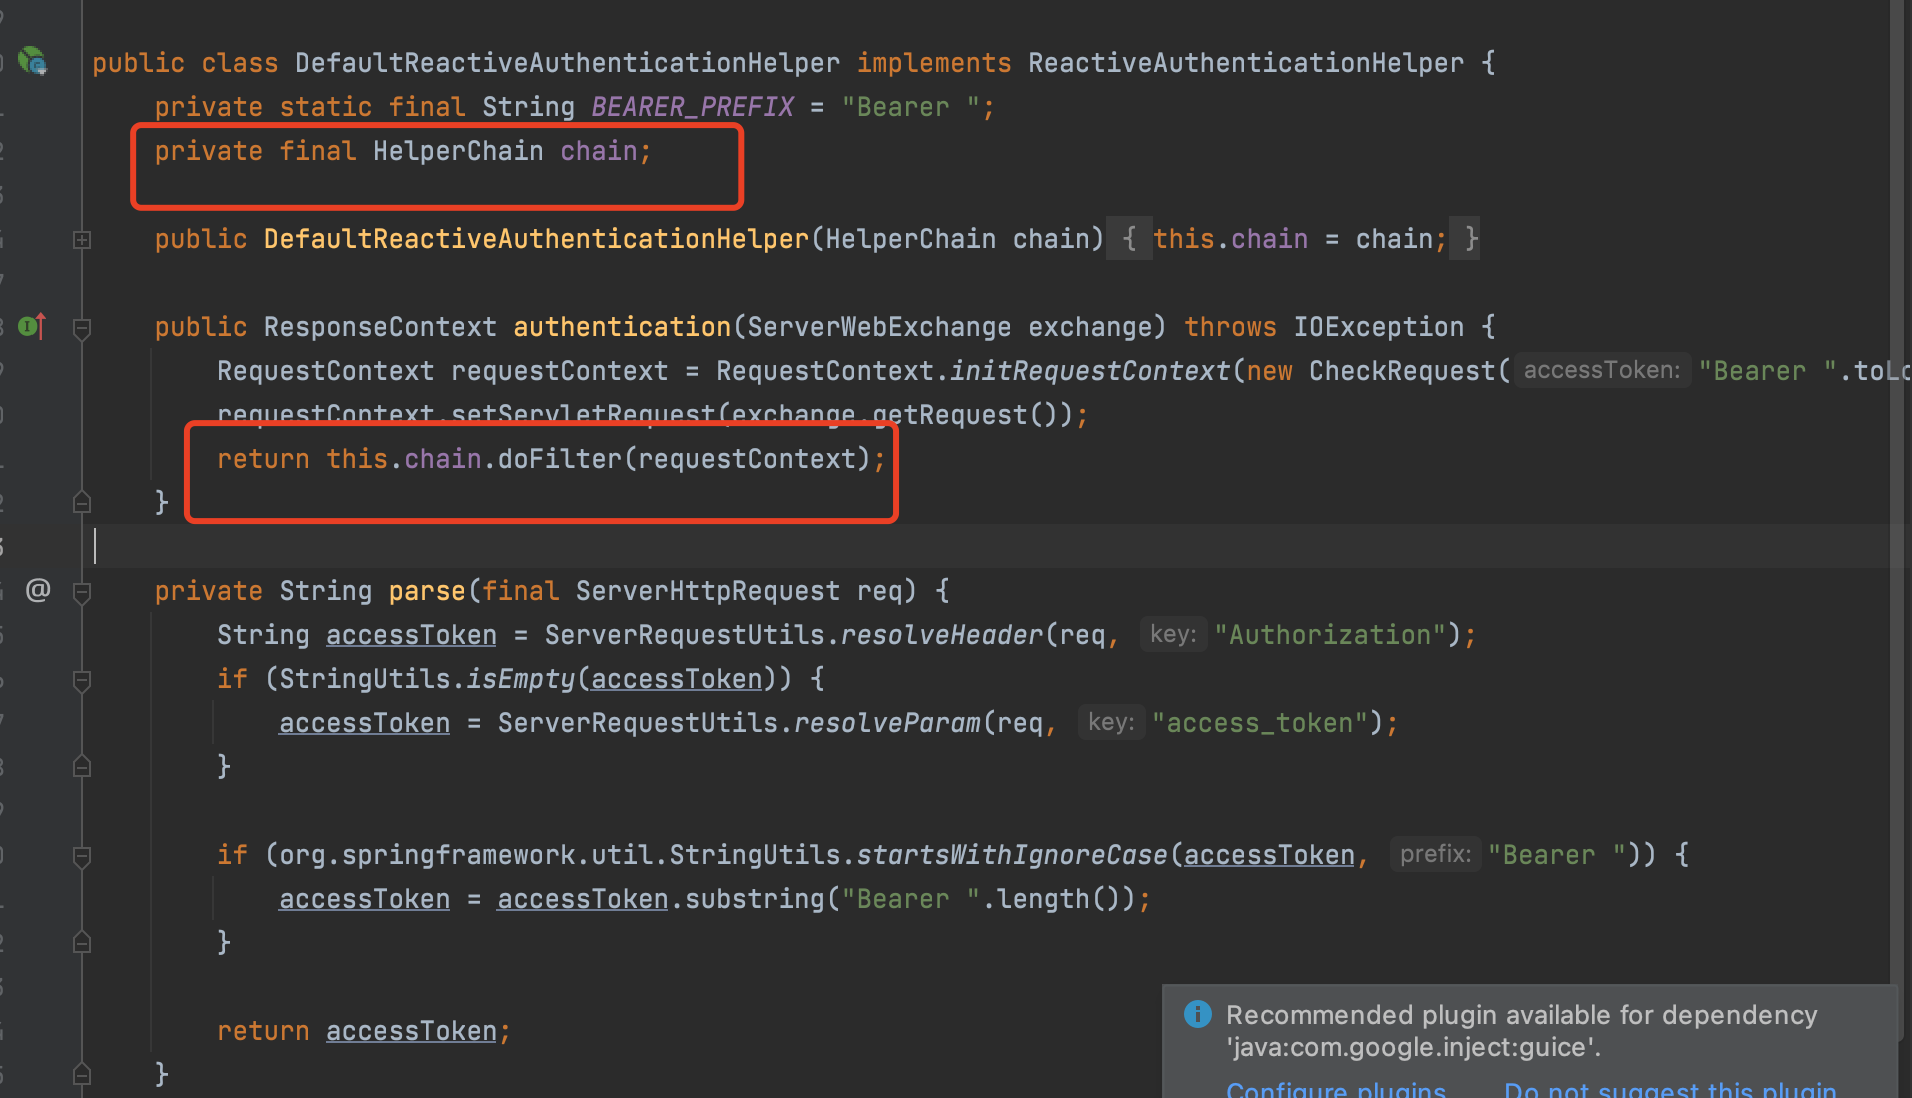 public class DefaultReactiveAuthenticationHelper implements ReactiveAuthenticationHelper {
private static final String BEARER_PREFIX = "Bearer ";
private final HelperChain chain;
public DefaultReactiveAuthenticationHelper(HelperChain chain) { this.chain = chain; }
public ResponseContext authentication(ServerWebExchange exchange) throws IOException {
RequestContext requestContext = RequestContext.initRequestContext(new CheckRequest( accessToken: "Bearer ".
requestContext.setServletRequest(exchange.getRequest());
return this.chain.doFilter(requestContext);
}
@
private String parse(final ServerHttpRequest req) {
String accessToken = ServerRequestUtils.resolveHeader(req, key: "Authorization");
if (StringUtils.isEmpty(accessToken)) {
accessToken = ServerRequestUtils.resolveParam(req, key: "access_token");
}
if (org.springframework.util.StringUtils.startsWithIgnoreCase(accessToken, prefix: "Bearer ")) {
accessToken = accessToken.substring("Bearer ".length());
}
return accessToken;
}
Recommended plugin available for dependency
'java:com.google.inject:guice'.
Configure plugins Do not suggest this plugin